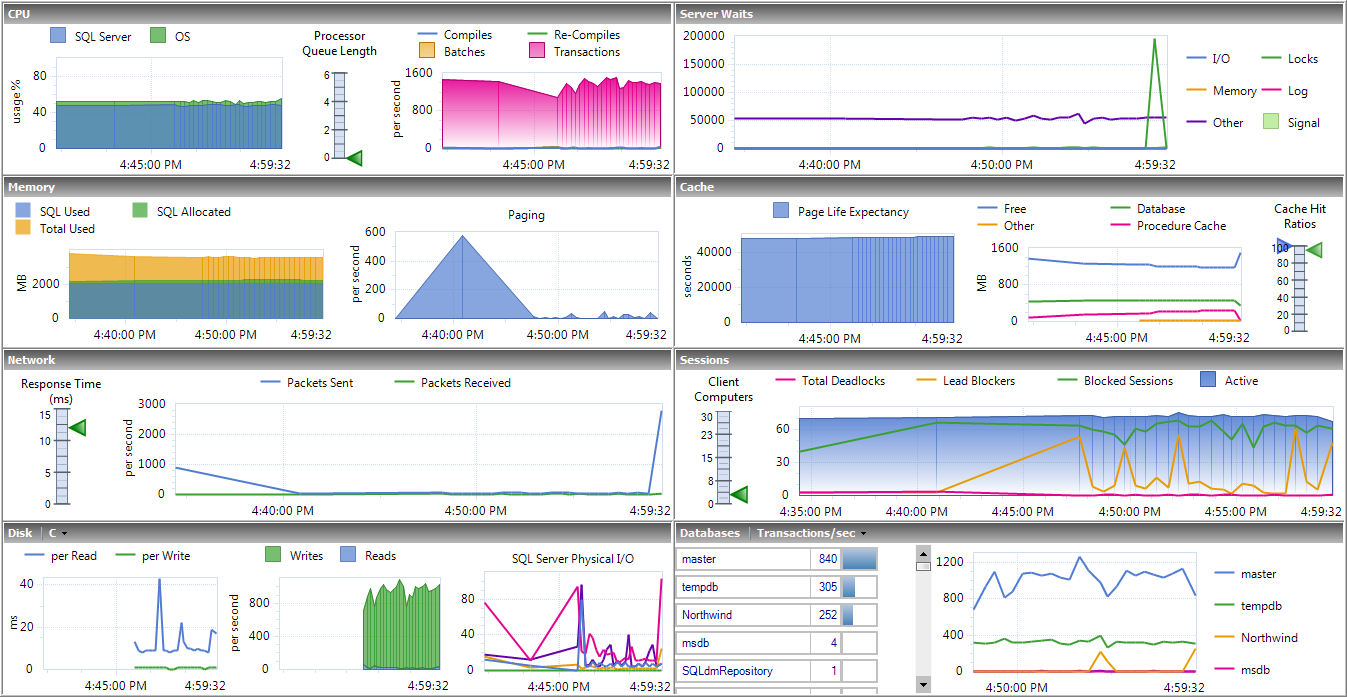 CPU
SQL Server OS
usage %
80
40
0
4:45:00 PM 4:59:32
Processor
Queue Length
6
4
2
0
Compiles Re-Compiles
Batches Transactions
per second
1600
800
0
4:45:00 PM 4:59:32
Server Waits
200000
150000
100000
50000
0
4:40:00 PM 4:50:00 PM 4:59:32
I/O Locks
Memory Log
Other Signal
Memory
SQL Used SQL Allocated
Total Used
MB
2000
0
4:40:00 PM 4:50:00 PM 4:59:32
Paging
per second
600
400
200
0
4:40:00 PM 4:50:00 PM 4:59:32
Cache
Page Life Expectancy
seconds
40000
20000
0
4:45:00 PM 4:59:32
Free Database
Other Procedure Cache
MB
1600
800
0
4:45:00 PM 4:59:32
Cache Hit
Ratios
100
80
60
40
20
0
Network
Response Time
(ms)
15
10
5
0
Packets Sent Packets Received
per second
3000
2000
1000
0
4:40:00 PM 4:50:00 PM 4:59:32
Sessions
Client
Computers
30
23
15
8
0
Total Deadlocks Lead Blockers Blocked Sessions Active
60
30
0
4:35:00 PM 4:40:00 PM 4:45:00 PM 4:50:00 PM 4:55:00 PM 4:59:32
Disk C
per Read per Write
ms
40
20
0
4:45:00 PM 4:59:32
Writes Reads
per second
800
400
0
4:59:32
SQL Server Physical I/O
80
40
0
4:45:00 PM 4:59:32
Databases Transactions/sec
master 840
tempdb 305
Northwind 252
msdb 4
SQLdmRepository 1
1200
800
400
0
4:50:00 PM 4:59:32
master
tempdb
Northwind
msdb